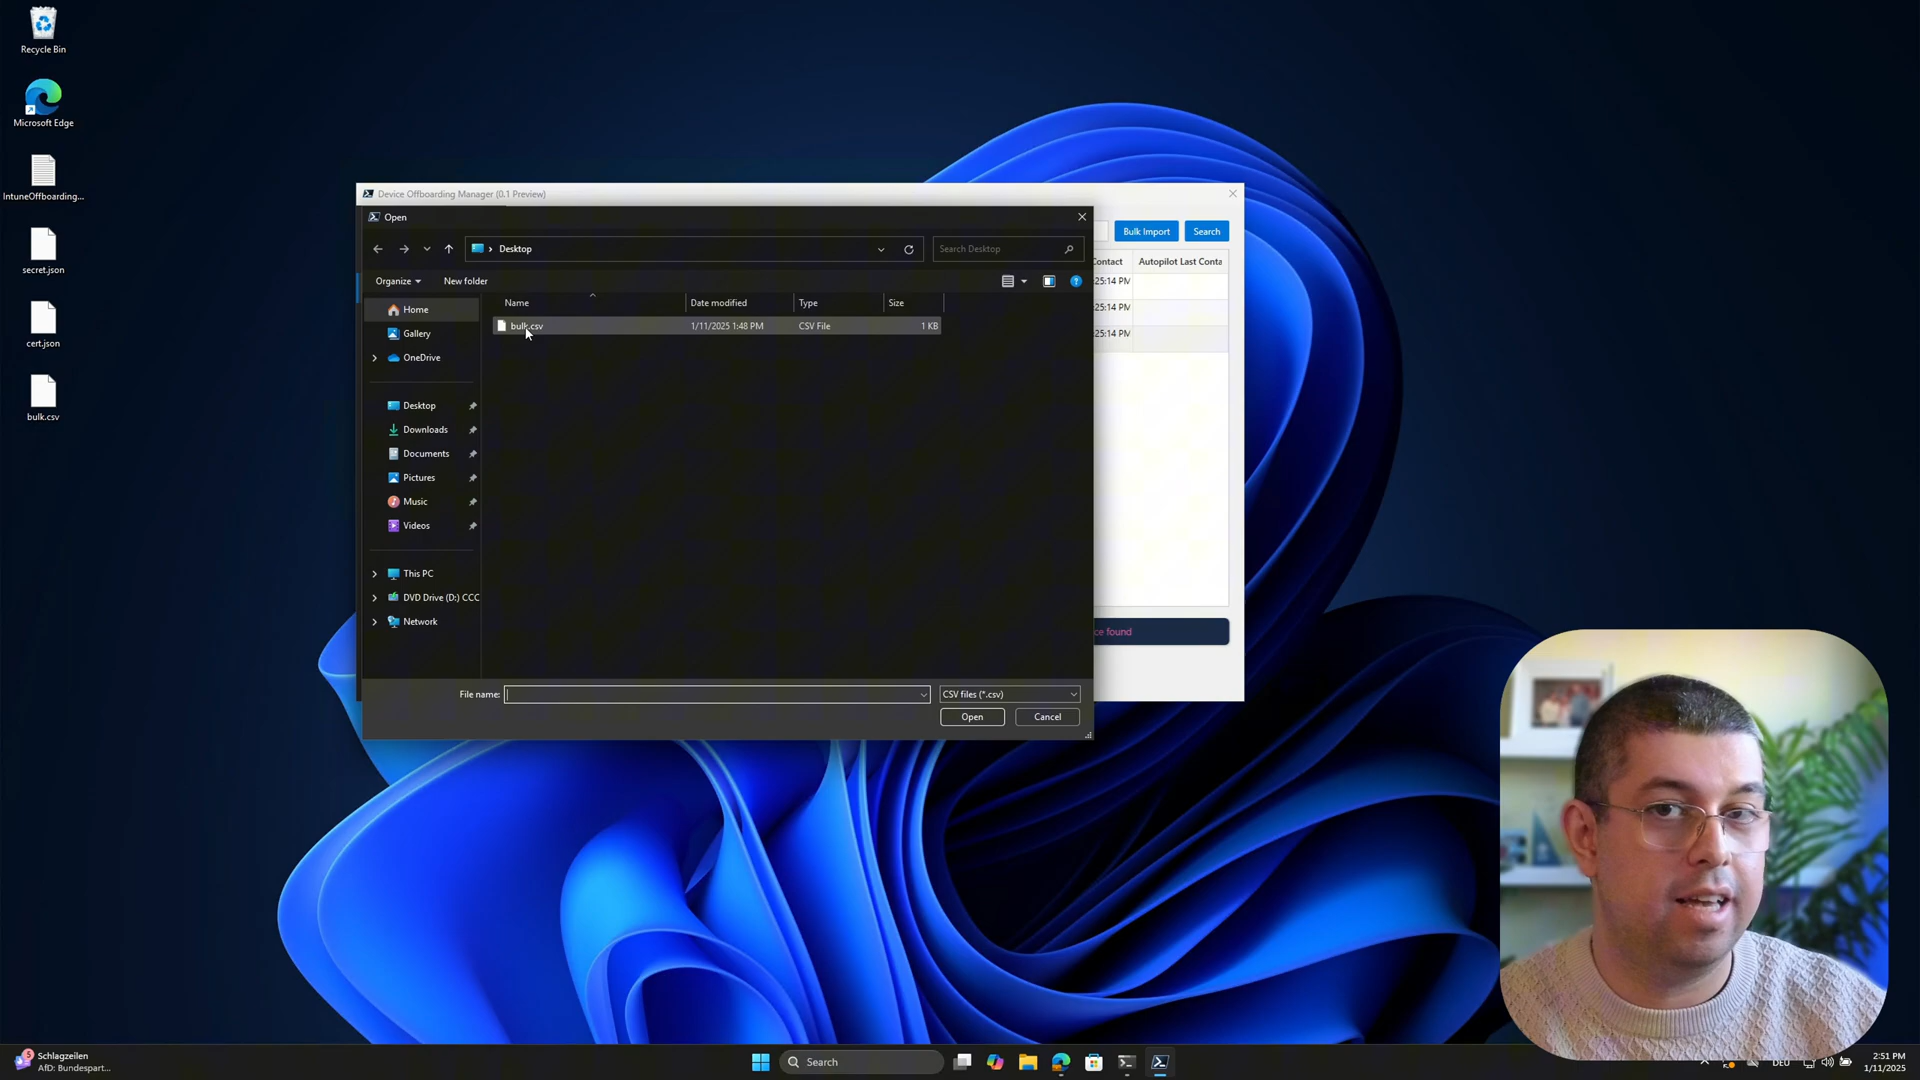 Recycle Bin
Microsoft Edge
IntuneOffboarding...
secret.json
cert.json
bulk.csv
Device Offboarding Manager (0.1 Preview)
Open
Desktop
Search Desktop
Organize
New folder
Name
Date modified
Type
Size
bulk.csv
1/11/2025 1:48 PM
CSV File
1 KB
Home
Gallery
OneDrive
Desktop
Downloads
Documents
Pictures
Music
Videos
This PC
DVD Drive (D:) CCC
Network
File name:
CSV files (*.csv)
Open
Cancel
Bulk Import
Search
Contact
Autopilot Last Conta
:25:14 PM
:25:14 PM
:25:14 PM
ce found
5
Schlagzeilen
AfD: Bundespart...
Search
DEU
2:51 PM
1/11/2025